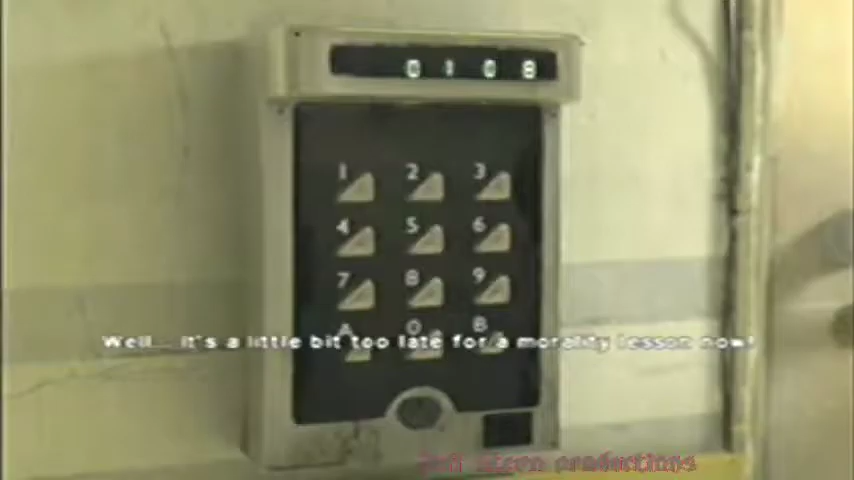 0108
1 2 3
4 5 6
7 8 9
A 0 B
Well... It's a little bit too late for a morality lesson now!
productions